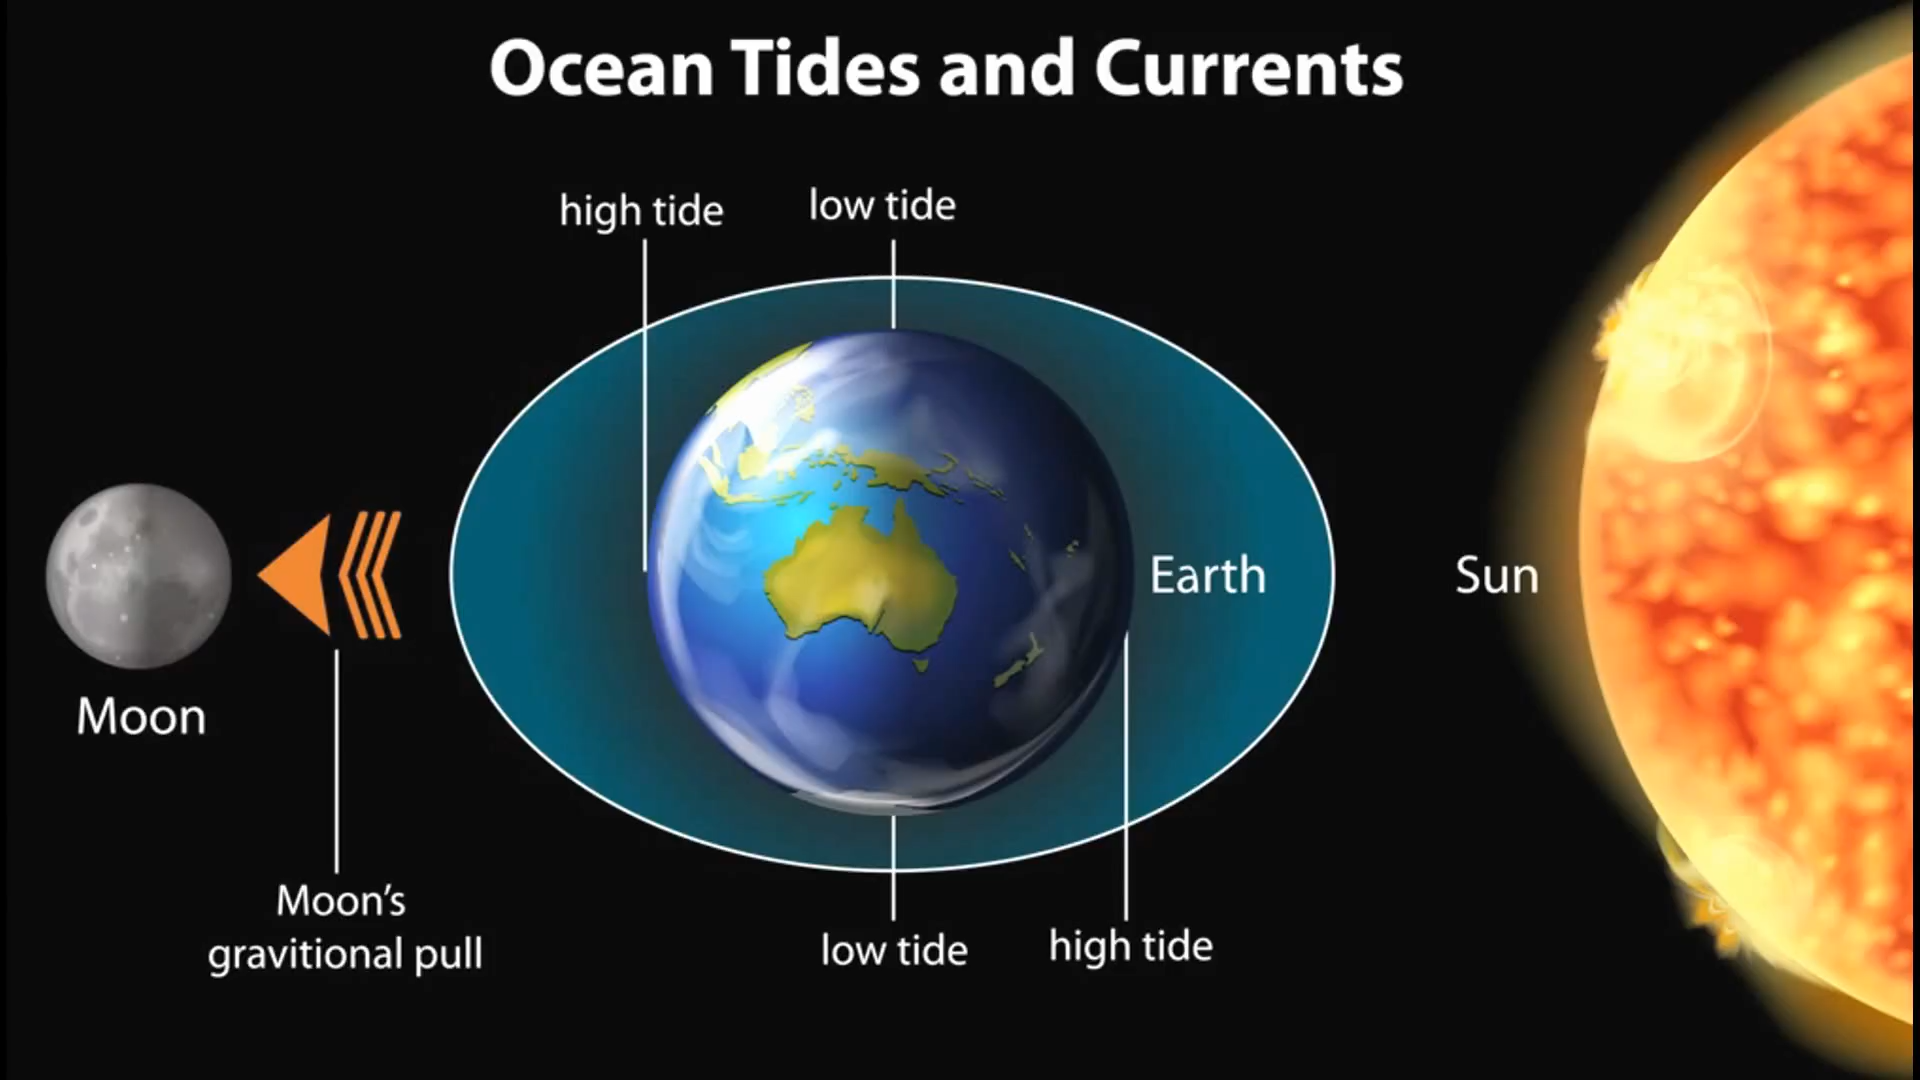 Ocean Tides and Currents
high tide
low tide
Earth
Sun
Moon
Moon's
gravitional pull
low tide
high tide